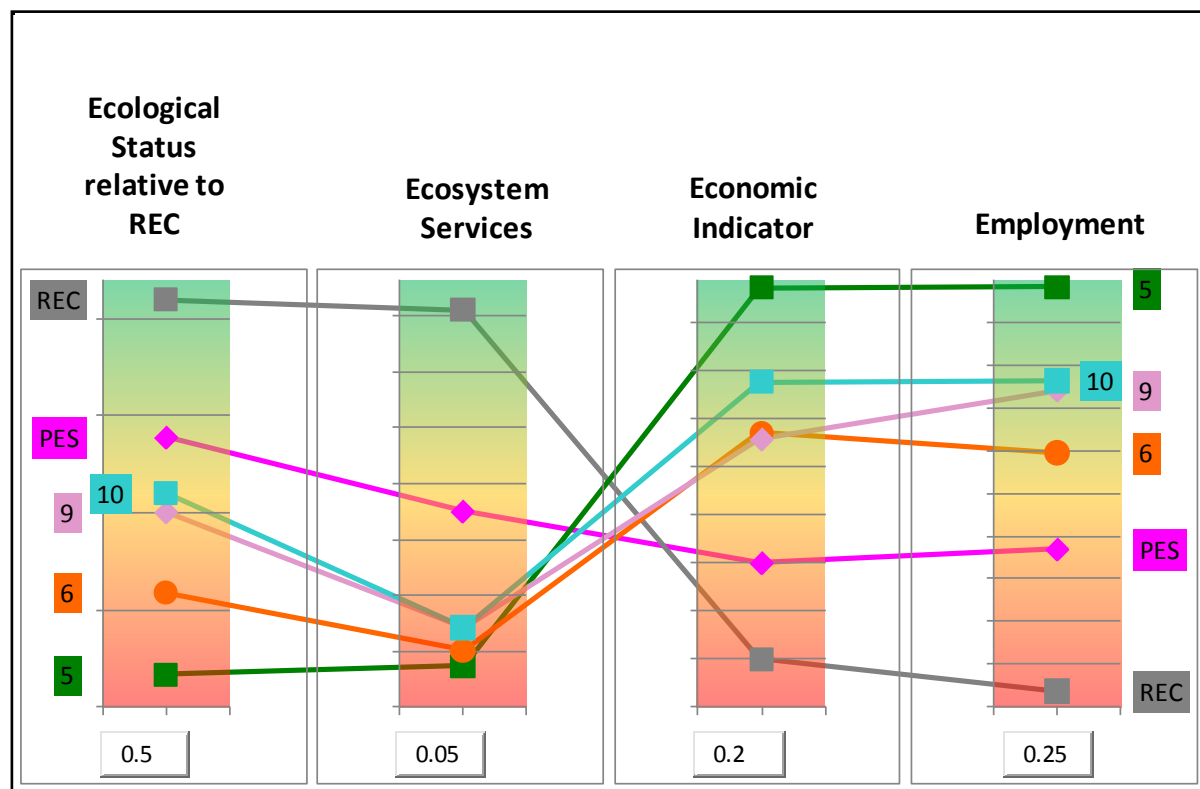 Ecological
Status
relative to
REC
Ecosystem
Services
Economic
Indicator
Employment
REC
PES
10
9
6
5
5
10
9
6
PES
REC
0.5
0.05
0.2
0.25